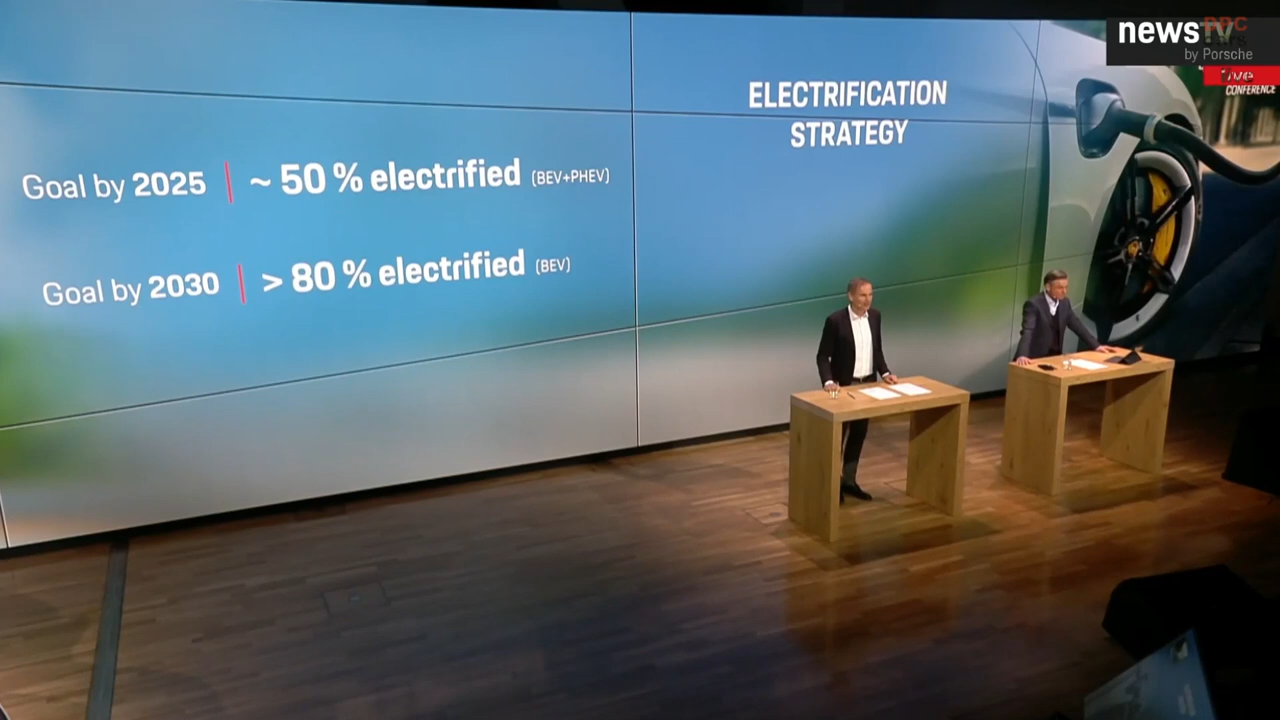 newsTV
by Porsche
live
CONFERENCE
ELECTRIFICATION
STRATEGY
Goal by 2025 | ~ 50 % electrified (BEV+PHEV)
Goal by 2030 | > 80 % electrified (BEV)